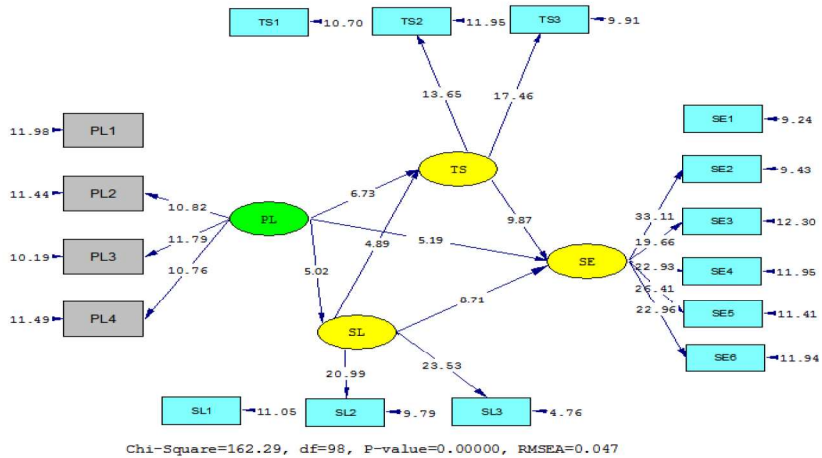 TS1
10.70
TS2
11.95
TS3
9.91
13.65
17.46
11.98
PL1
SE1
9.24
11.44
PL2
10.82
TS
SE2
9.43
6.73
PL
33.11
11.79
9.87
SE3
12.30
19.66
10.19
PL3
4.89
5.19
10.76
SE
22.93
SE4
11.95
5.02
26.41
SE5
11.41
11.49
PL4
0.71
22.96
SL
SE6
11.94
20.99
23.53
SL1
11.05
SL2
9.79
SL3
4.76
Chi-Square=162.29, df=98, P-value=0.00000, RMSEA=0.047